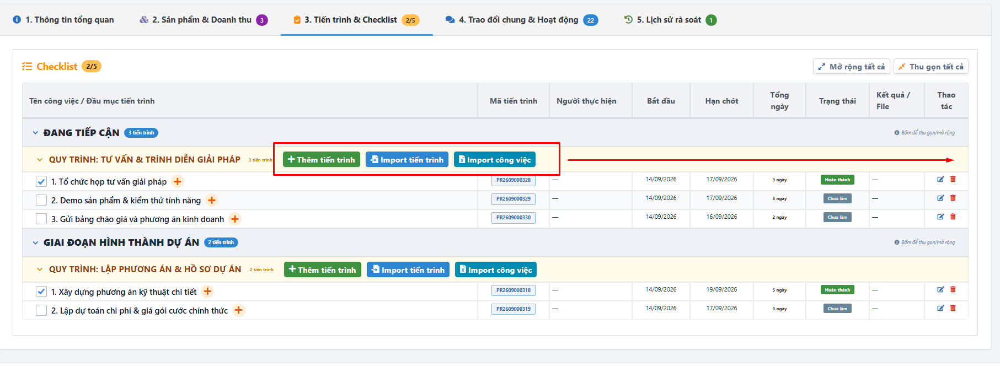 1. Thông tin tổng quan
2. Sản phẩm & Doanh thu 3
3. Tiến trình & Checklist 2/5
4. Trao đổi chung & Hoạt động 22
5. Lịch sử rà soát 1
Checklist 2/5
Mở rộng tất cả
Thu gọn tất cả
Tên công việc / Đầu mục tiến trình
Mã tiến trình
Người thực hiện
Bắt đầu
Hạn chót
Tổng
ngày
Trạng thái
Kết quả /
File
Thao
tác
ĐANG TIẾP CẬN 3 tiến trình
Bấm để thu gọn/mở rộng
QUY TRÌNH: TƯ VẤN & TRÌNH DIỄN GIẢI PHÁP 3 tiến trình
Thêm tiến trình
Import tiến trình
Import công việc
1. Tổ chức họp tư vấn giải pháp PR2609000328 — 14/09/2026 17/09/2026 3 ngày Hoàn thành —
2. Demo sản phẩm & kiểm thử tính năng PR2609000329 — 14/09/2026 17/09/2026 3 ngày Chưa làm —
3. Gửi bảng chào giá và phương án kinh doanh PR2609000330 — 14/09/2026 16/09/2026 2 ngày Chưa làm —
GIAI ĐOẠN HÌNH THÀNH DỰ ÁN 2 tiến trình
Bấm để thu gọn/mở rộng
QUY TRÌNH: LẬP PHƯƠNG ÁN & HỒ SƠ DỰ ÁN 2 tiến trình
Thêm tiến trình
Import tiến trình
Import công việc
1. Xây dựng phương án kỹ thuật chi tiết PR2609000318 — 14/09/2026 19/09/2026 5 ngày Hoàn thành —
2. Lập dự toán chi phí & giá gói cước chính thức PR2609000319 — 14/09/2026 17/09/2026 3 ngày Chưa làm —